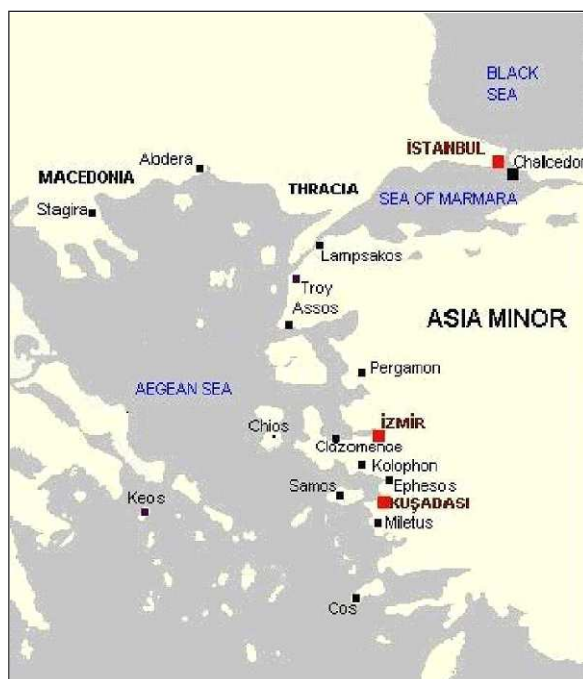 BLACK
SEA
İSTANBUL
Chalcedon
Abdera
MACEDONIA
THRACIA
SEA OF MARMARA
Stagira
Lampsakos
Troy
Assos
ASIA MINOR
Pergamon
AEGEAN SEA
Chios
İZMİR
Clazomenae
Kolophon
Samos
Ephesos
Keos
KUŞADASI
Miletus
Cos